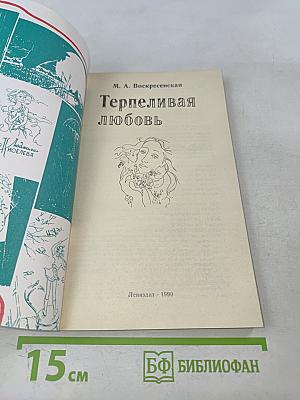 М. А. Воскресенская
Терпеливая
любовь
Лениздат · 1990
15 см
БФ БИБЛИОФАН